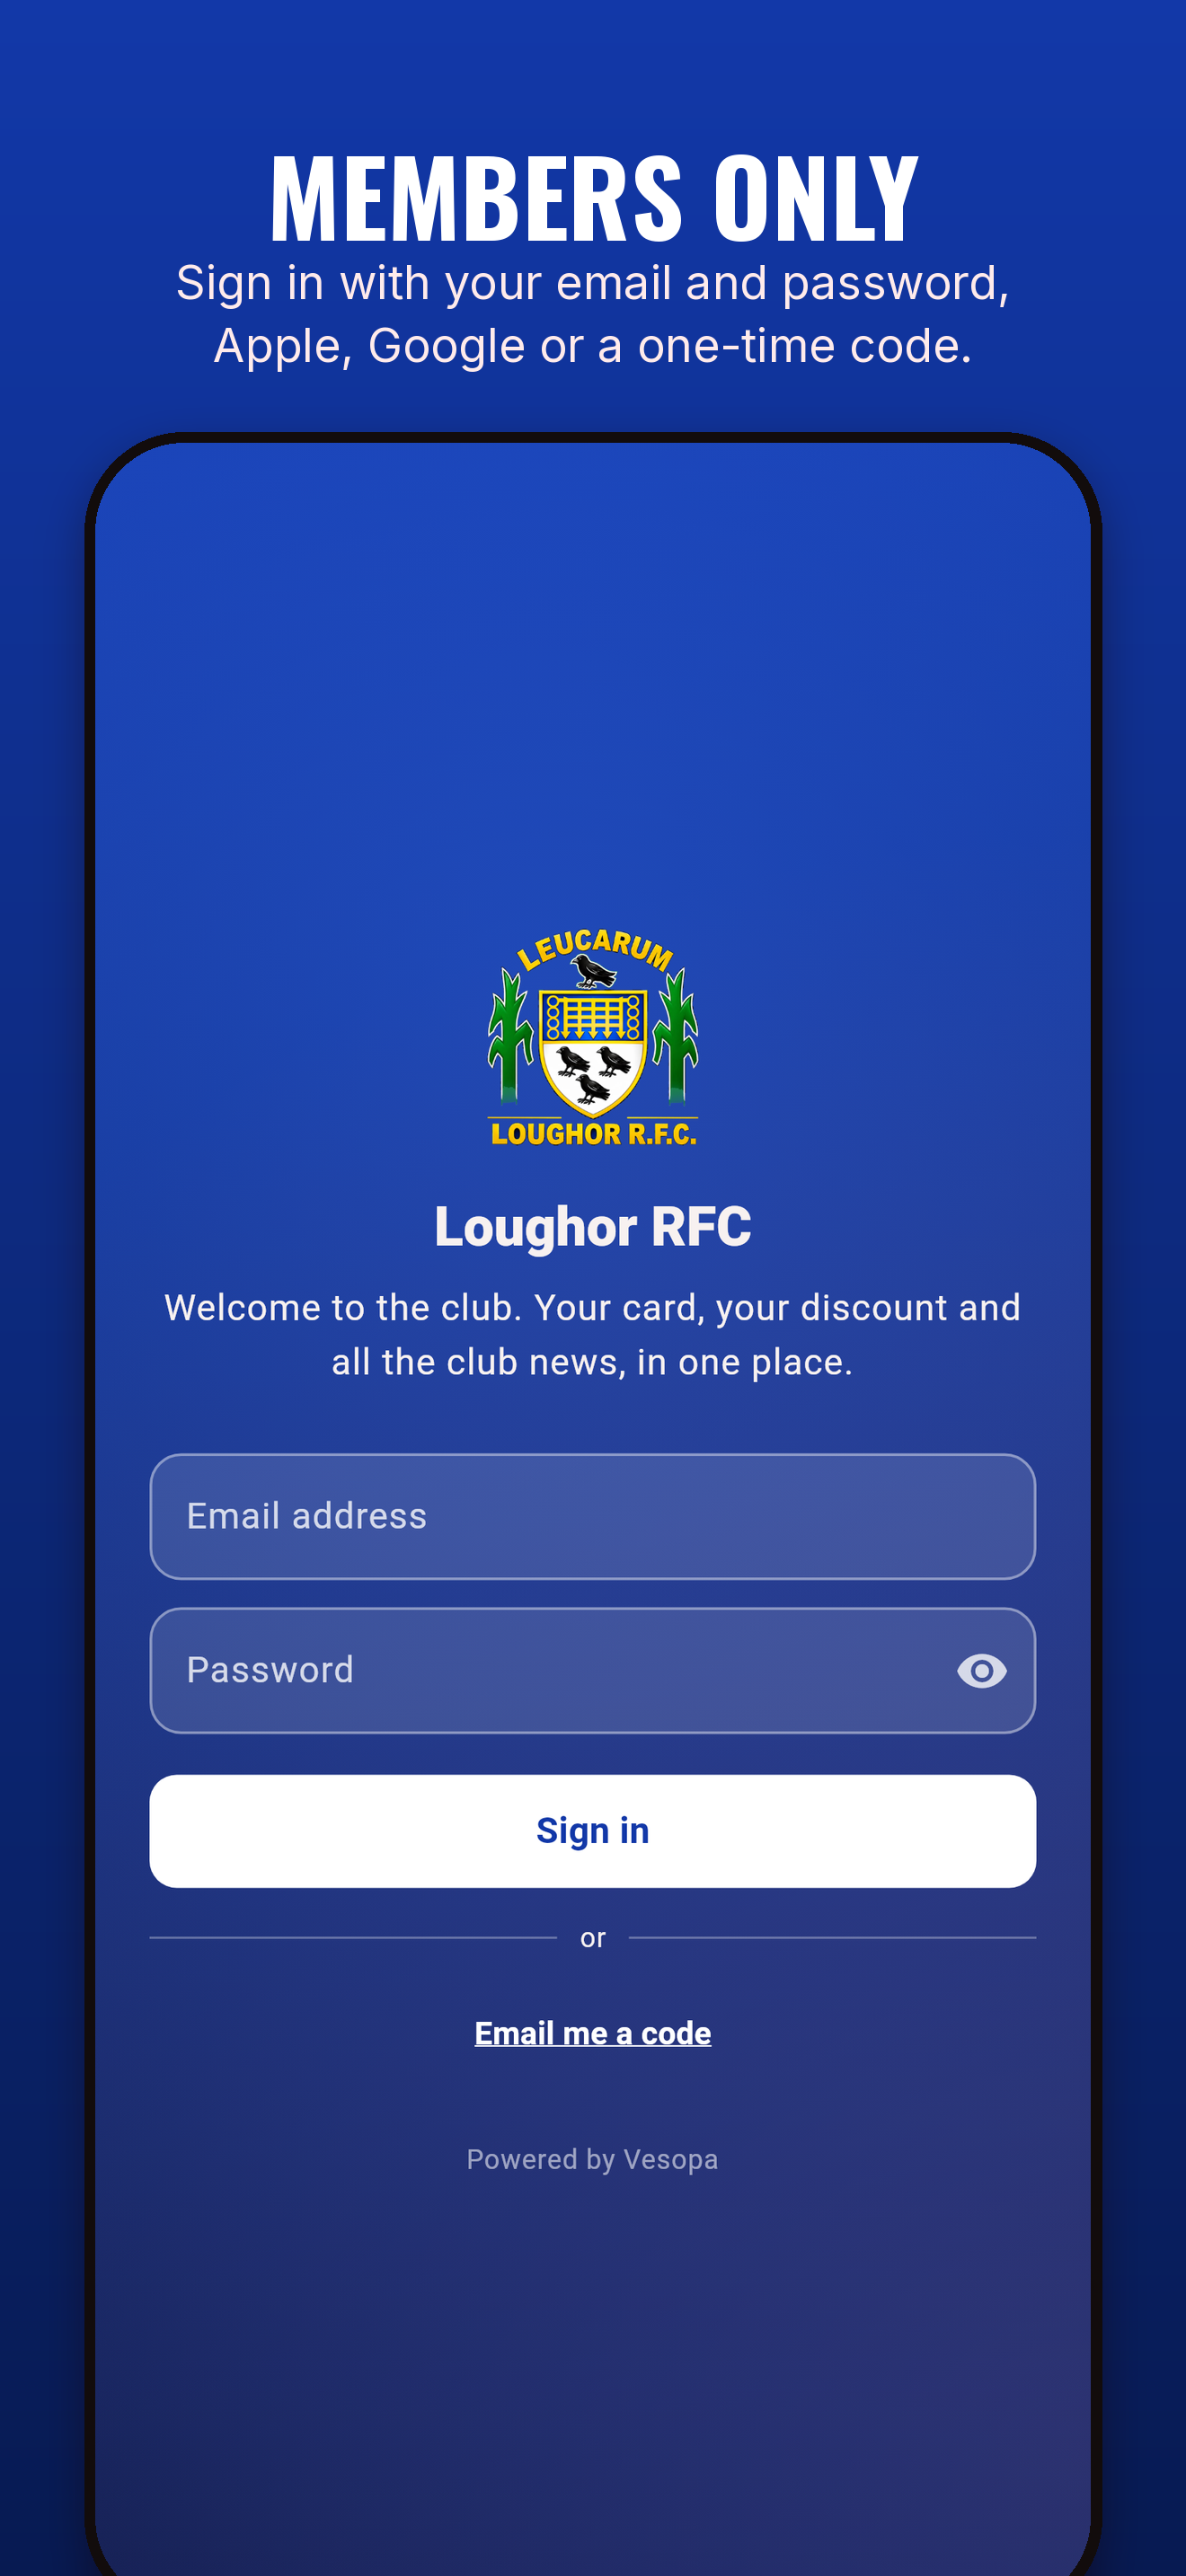 MEMBERS ONLY
Sign in with your email and password,
Apple, Google or a one-time code.
LEUCARUM
LOUGHOR R.F.C.
Loughor RFC
Welcome to the club. Your card, your discount and
all the club news, in one place.
Email address
Password
Sign in
or
Email me a code
Powered by Vesopa